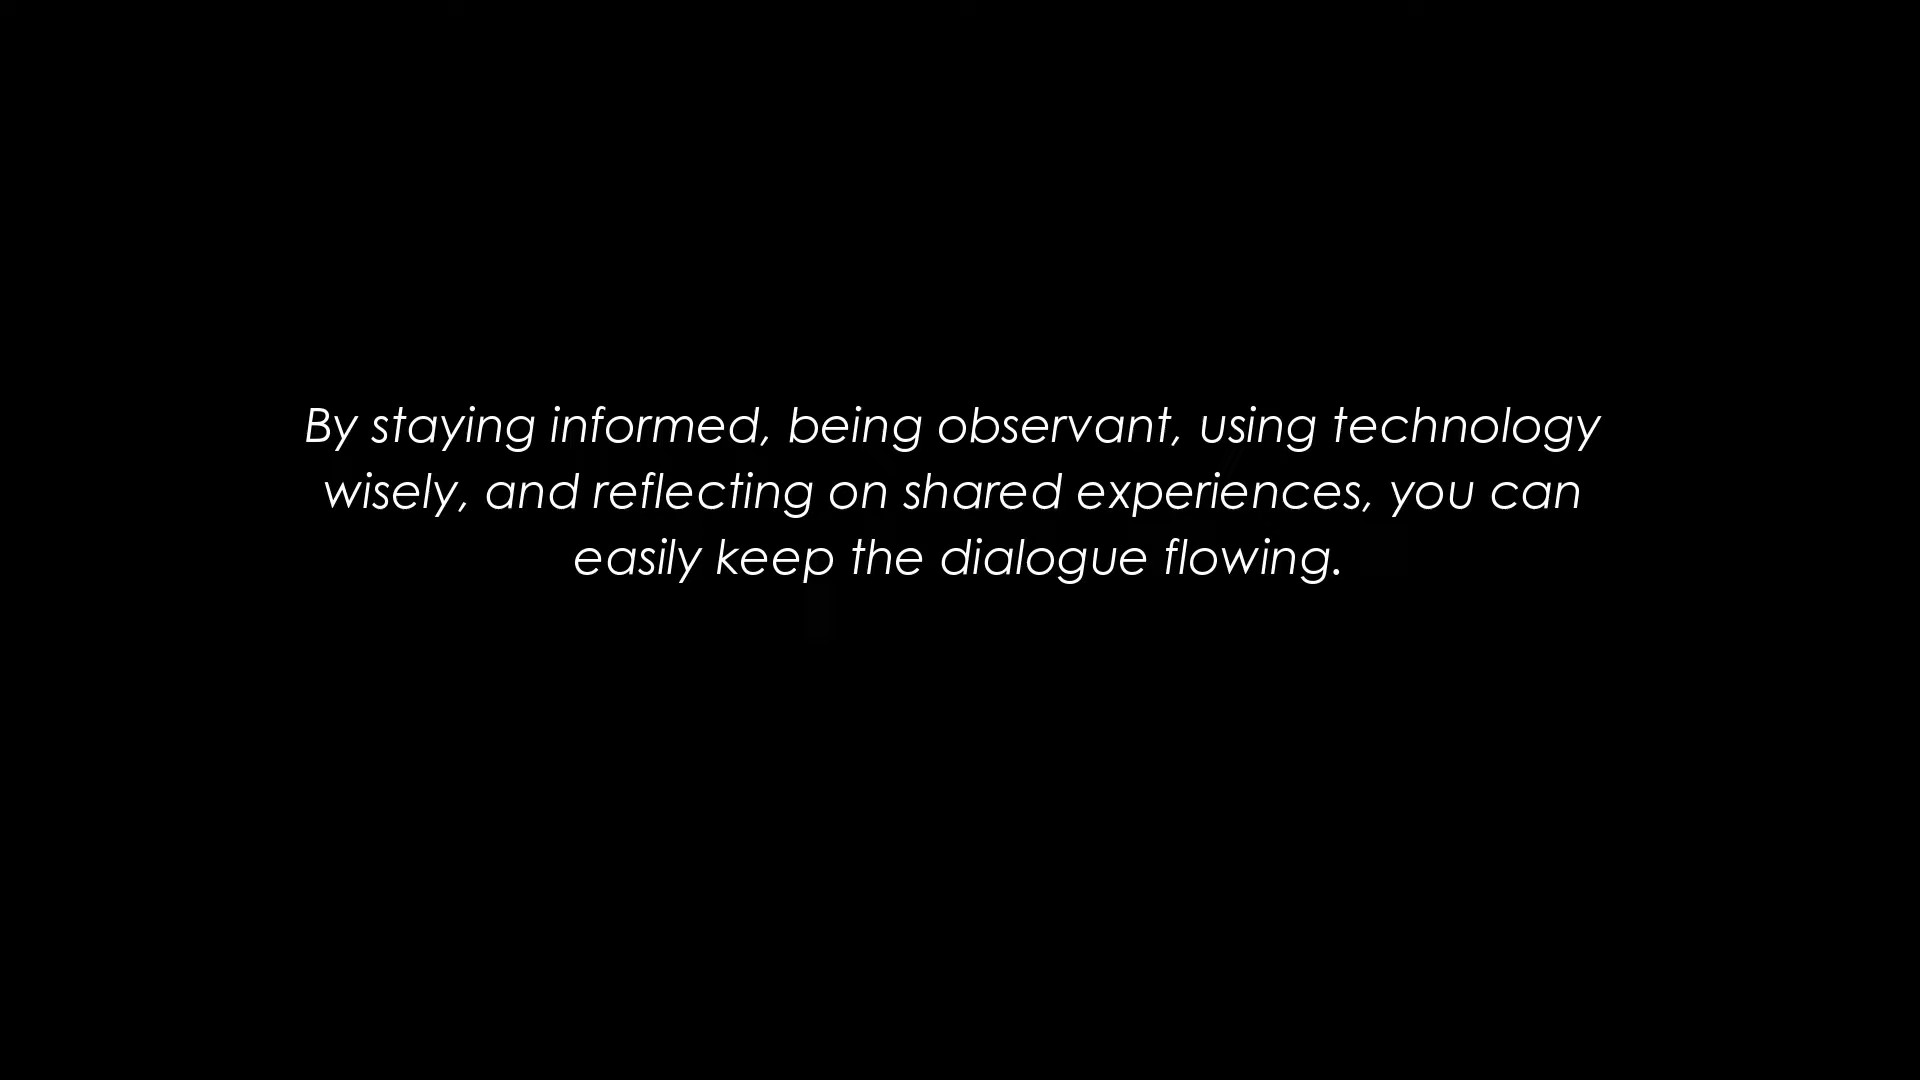 By staying informed, being observant, using technology
wisely, and reflecting on shared experiences, you can
easily keep the dialogue flowing.